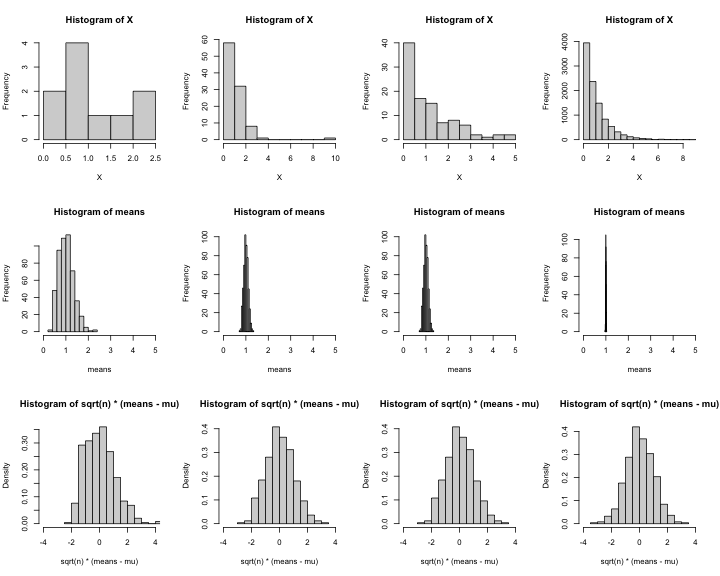 Histogram of X
Frequency
0 1 2 3 4
0.0 0.5 1.0 1.5 2.0 2.5
X
Histogram of X
Frequency
0 10 20 30 40 50 60
0 2 4 6 8 10
X
Histogram of X
Frequency
0 10 20 30 40
0 1 2 3 4 5
X
Histogram of X
Frequency
0 1000 2000 3000 4000
0 2 4 6 8
X
Histogram of means
Frequency
0 20 40 60 80
0 1 2 3 4 5
means
Histogram of means
Frequency
0 20 40 60 80 100
0 1 2 3 4 5
means
Histogram of means
Frequency
0 20 40 60 80 100
0 1 2 3 4 5
means
Histogram of means
Frequency
0 20 40 60 80 100
0 1 2 3 4 5
means
Histogram of sqrt(n) * (means - mu)
Density
0.00 0.10 0.20 0.30
-4 -2 0 2 4
sqrt(n) * (means - mu)
Histogram of sqrt(n) * (means - mu)
Density
0.0 0.1 0.2 0.3 0.4
-4 -2 0 2 4
sqrt(n) * (means - mu)
Histogram of sqrt(n) * (means - mu)
Density
0.0 0.1 0.2 0.3 0.4
-4 -2 0 2 4
sqrt(n) * (means - mu)
Histogram of sqrt(n) * (means - mu)
Density
0.0 0.1 0.2 0.3 0.4
-4 -2 0 2 4
sqrt(n) * (means - mu)